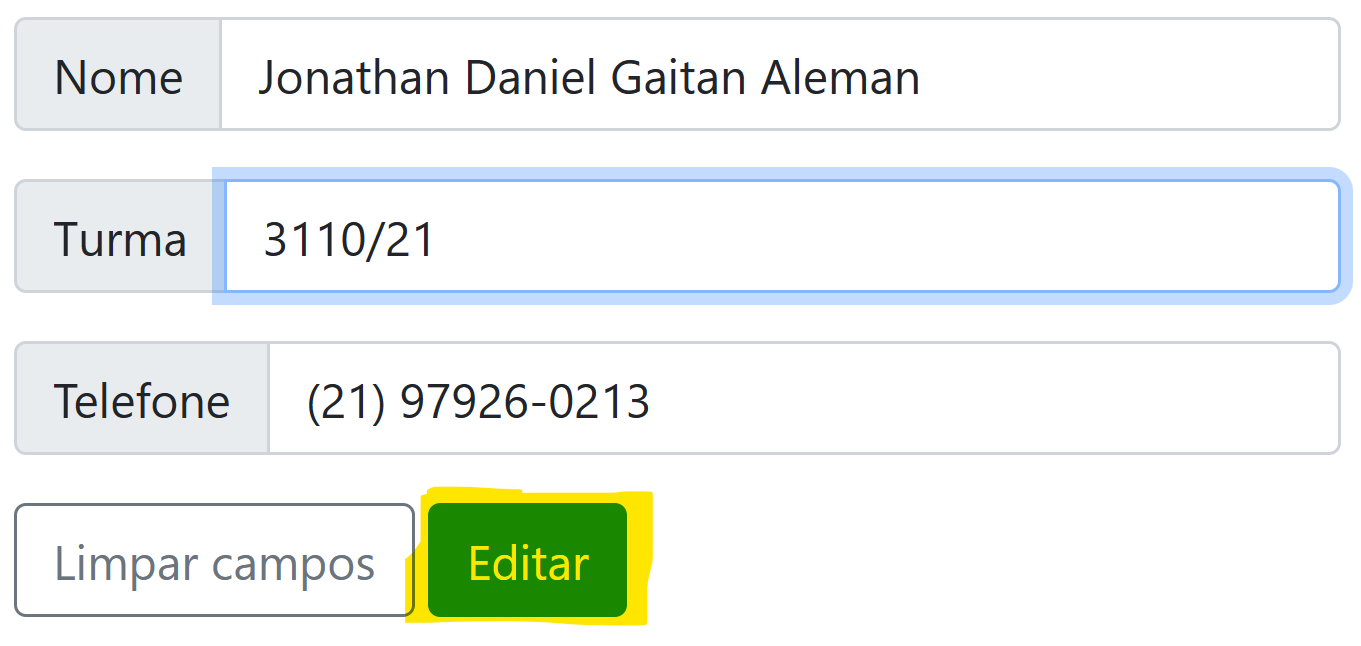 Nome Jonathan Daniel Gaitan Aleman
Turma 3110/21
Telefone (21) 97926-0213
Limpar campos Editar